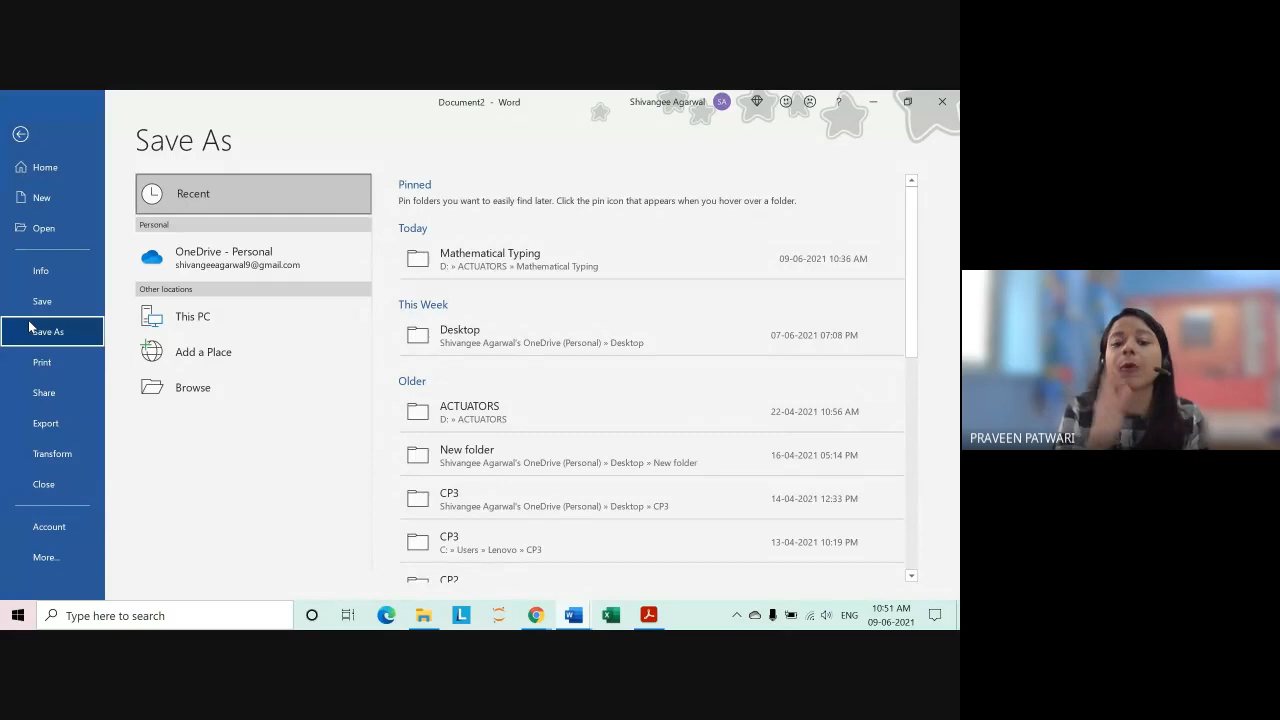 Document2 - Word
Shivangee Agarwal
SA
?
Save As
Home
New
Open
Info
Save
Save As
Print
Share
Export
Transform
Close
Account
More...
Recent
Personal
OneDrive - Personal
shivangeeagarwal9@gmail.com
Other locations
This PC
Add a Place
Browse
Pinned
Pin folders you want to easily find later. Click the pin icon that appears when you hover over a folder.
Today
Mathematical Typing
09-06-2021 10:36 AM
D: » ACTUATORS » Mathematical Typing
This Week
Desktop
07-06-2021 07:08 PM
Shivangee Agarwal's OneDrive (Personal) » Desktop
Older
ACTUATORS
22-04-2021 10:56 AM
D: » ACTUATORS
New folder
16-04-2021 05:14 PM
Shivangee Agarwal's OneDrive (Personal) » Desktop » New folder
CP3
14-04-2021 12:33 PM
Shivangee Agarwal's OneDrive (Personal) » Desktop » CP3
CP3
13-04-2021 10:19 PM
C: » Users » Lenovo » CP3
CP2
PRAVEEN PATWARI
Type here to search
ENG
10:51 AM
09-06-2021